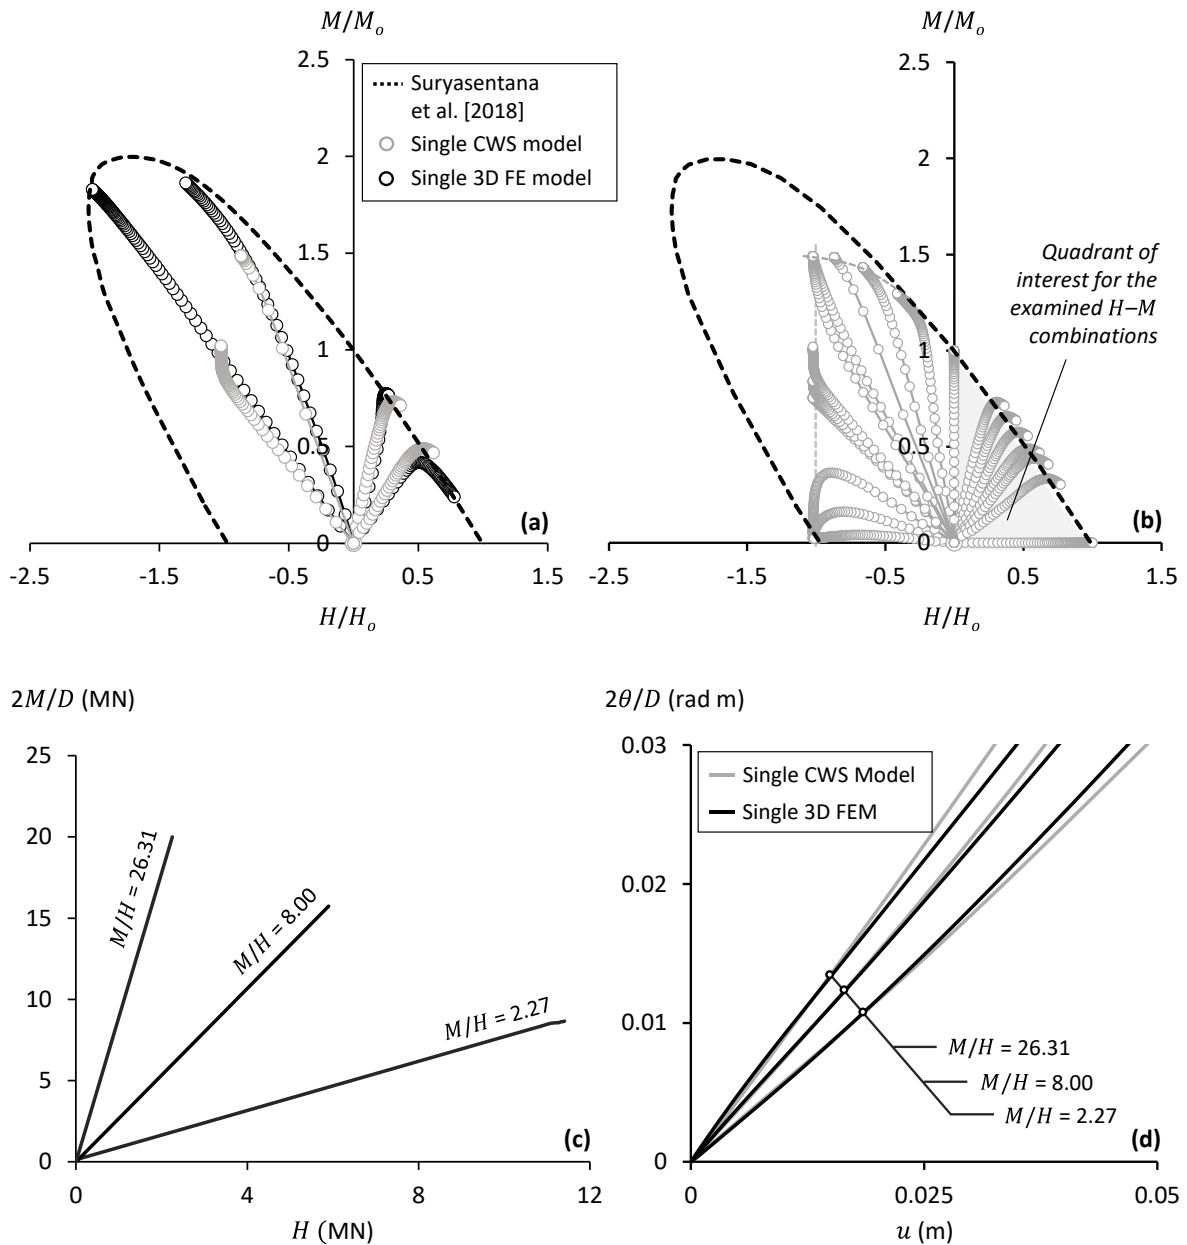 M/Mₒ
2.5
2
1.5
1
0.5
0
-2.5
-1.5
-0.5
0.5
1.5
H/Hₒ
Suryasentana
et al. [2018]
Single CWS model
Single 3D FE model
(a)
M/Mₒ
2.5
2
1.5
1
0.5
0
-2.5
-1.5
-0.5
0.5
1.5
H/Hₒ
Quadrant of
interest for the
examined H–M
combinations
(b)
2M/D (MN)
25
20
15
10
5
0
0
4
8
12
H (MN)
M/H = 26.31
M/H = 8.00
M/H = 2.27
(c)
2θ/D (rad m)
0.03
0.02
0.01
0
0
0.025
0.05
u (m)
Single CWS Model
Single 3D FEM
M/H = 26.31
M/H = 8.00
M/H = 2.27
(d)